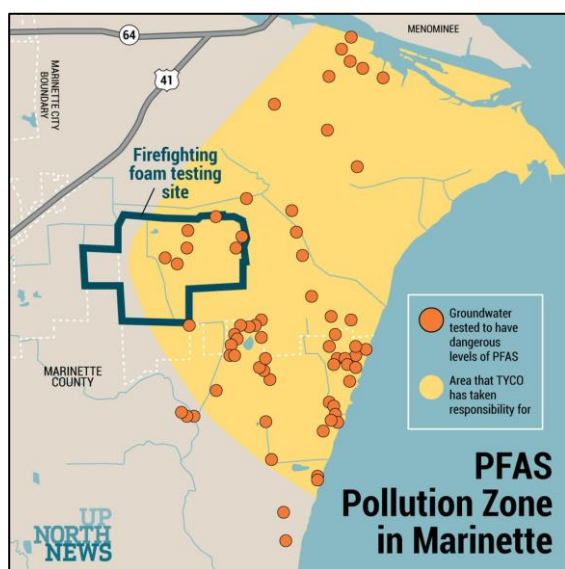 MENOMINEE
64
41
MARINETTE CITY
BOUNDARY
Firefighting
foam testing
site
Groundwater
tested to have
dangerous
levels of PFAS
Area that TYCO
has taken
responsibility for
MARINETTE
COUNTY
PFAS
Pollution Zone
in Marinette
UP
NORTH
NEWS